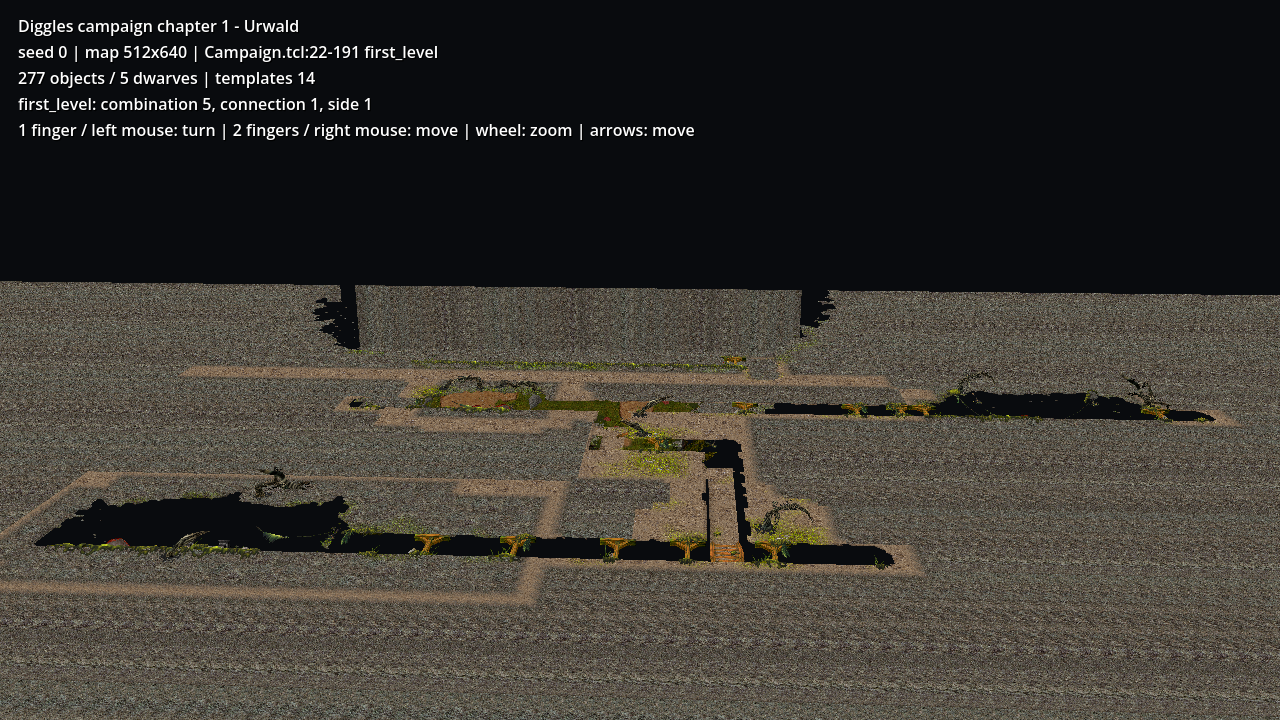 Diggles campaign chapter 1 - Urwald
seed 0 | map 512x640 | Campaign.tcl:22-191 first_level
277 objects / 5 dwarves | templates 14
first_level: combination 5, connection 1, side 1
1 finger / left mouse: turn | 2 fingers / right mouse: move | wheel: zoom | arrows: move